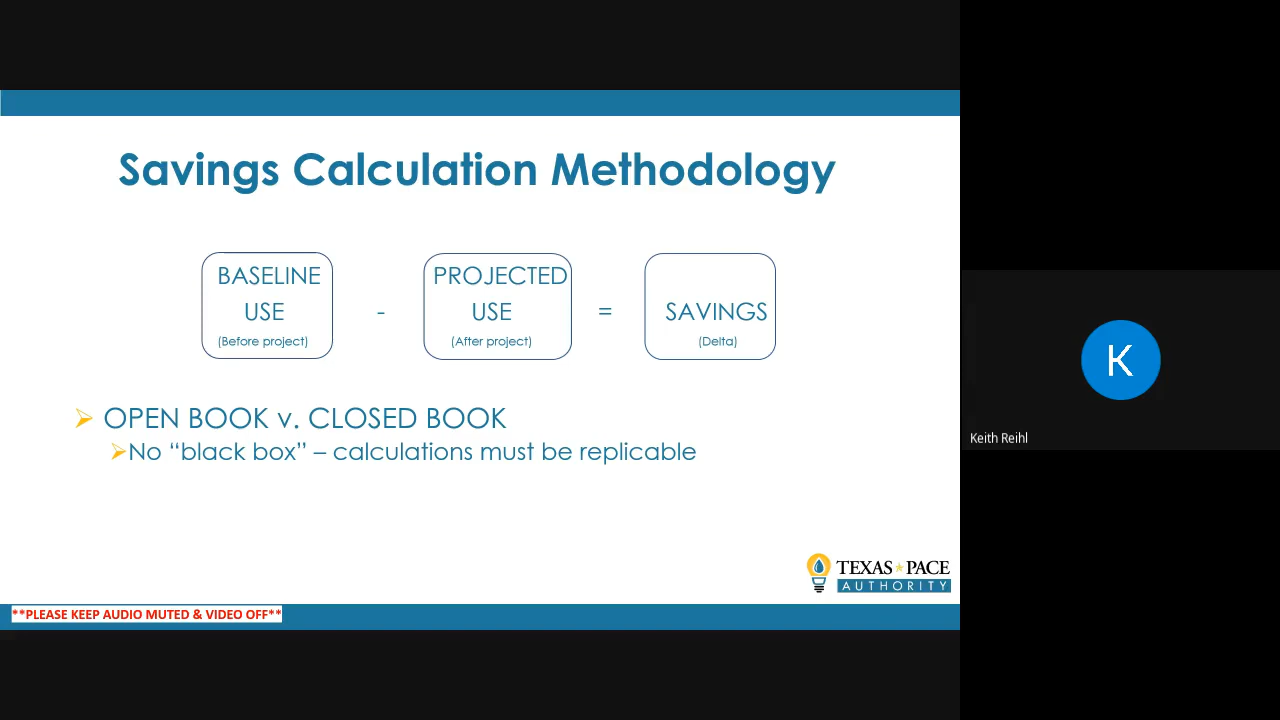 Savings Calculation Methodology
BASELINE
USE
(Before project)
-
PROJECTED
USE
(After project)
=
SAVINGS
(Delta)
OPEN BOOK v. CLOSED BOOK
No “black box” – calculations must be replicable
TEXAS PACE
AUTHORITY
**PLEASE KEEP AUDIO MUTED & VIDEO OFF**
K
Keith Reihl